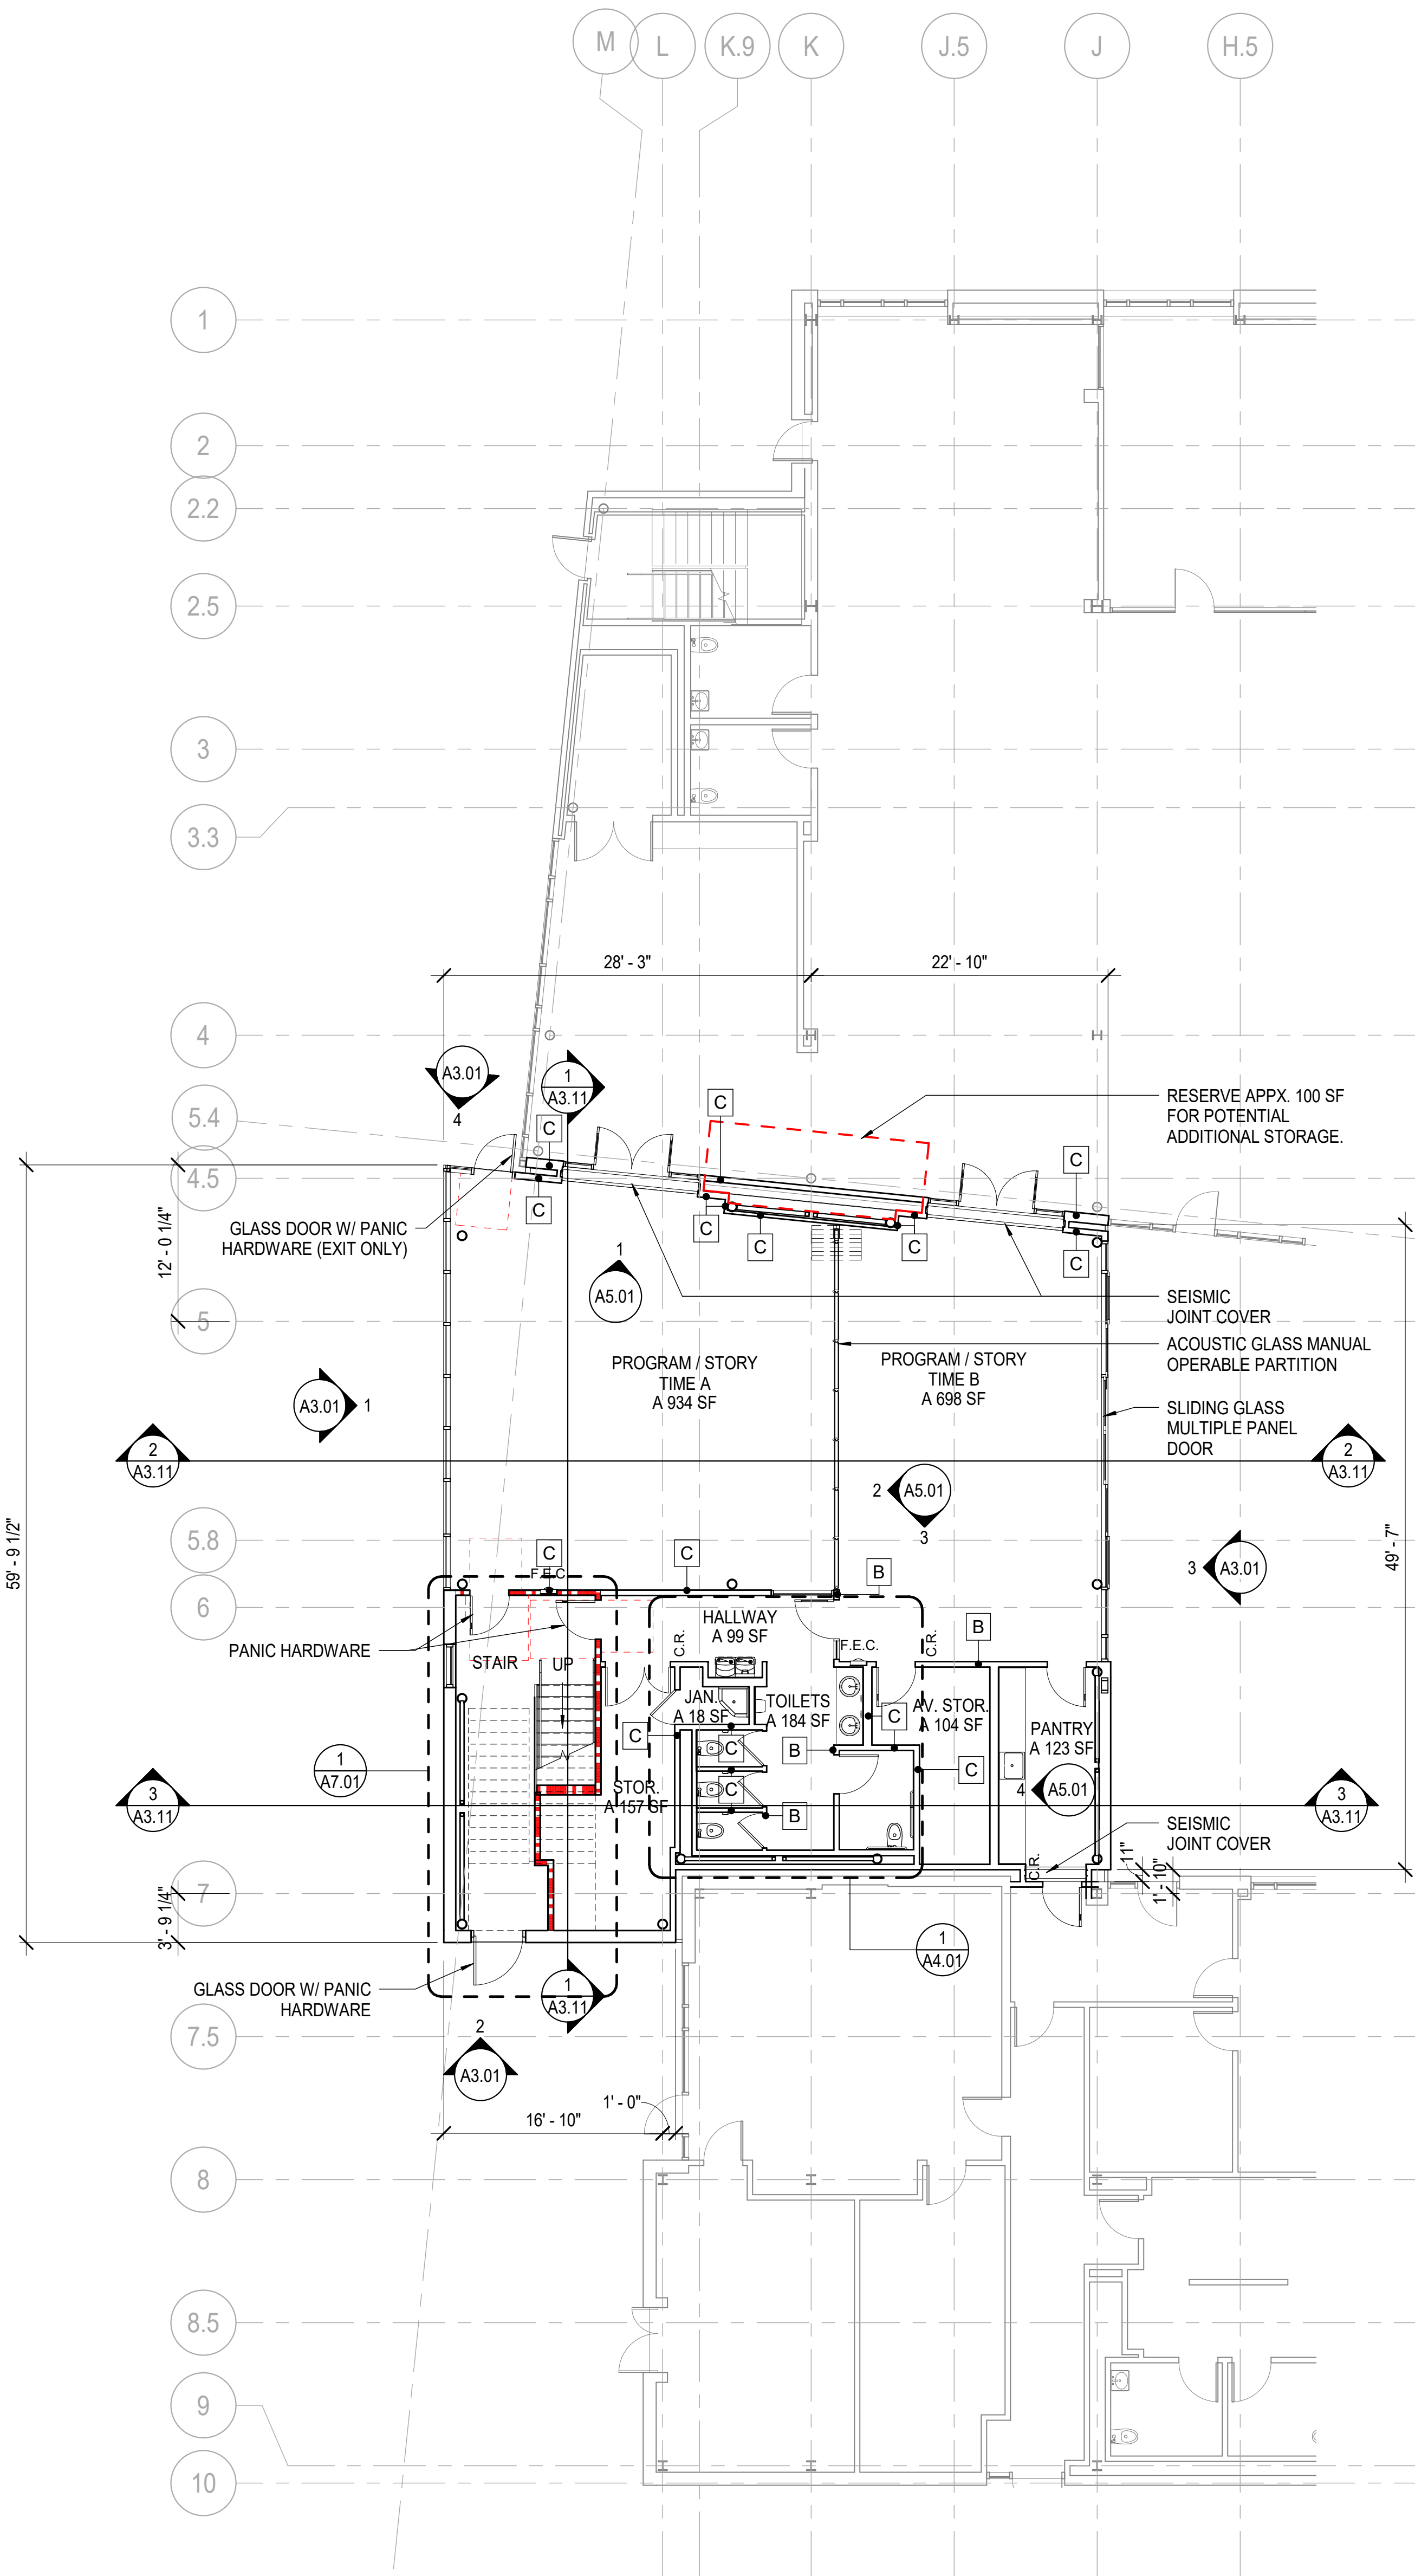 M
L
K.9
K
J.5
J
H.5
1
2
2.2
2.5
3
3.3
28' - 3"
22' - 10"
4
A3.01
4
1
A3.11
5.4
4.5
C
C
C
C
C
C
C
C
C
RESERVE APPX. 100 SF
FOR POTENTIAL
ADDITIONAL STORAGE.
GLASS DOOR W/ PANIC
HARDWARE (EXIT ONLY)
12' - 0 1/4"
1
A5.01
SEISMIC
JOINT COVER
5
ACOUSTIC GLASS MANUAL
OPERABLE PARTITION
PROGRAM / STORY
TIME A
A 934 SF
PROGRAM / STORY
TIME B
A 698 SF
A3.01
1
SLIDING GLASS
MULTIPLE PANEL
DOOR
2
A3.11
2
A3.11
2
A5.01
3
59' - 9 1/2"
49' - 7"
5.8
C
F.E.C.
C
B
3
A3.01
6
HALLWAY
A 99 SF
C.R.
F.E.C.
C.R.
B
PANIC HARDWARE
STAIR
UP
JAN.
A 18 SF
TOILETS
A 184 SF
AV. STOR.
A 104 SF
PANTRY
A 123 SF
C
C
C
B
C
C
B
1
A7.01
STOR.
A 157 SF
4
A5.01
3
A3.11
3
A3.11
SEISMIC
JOINT COVER
C.R.
11"
1' - 10"
7
3' - 9 1/4"
1
A4.01
GLASS DOOR W/ PANIC
HARDWARE
1
A3.11
7.5
2
A3.01
1' - 0"
16' - 10"
8
8.5
9
10